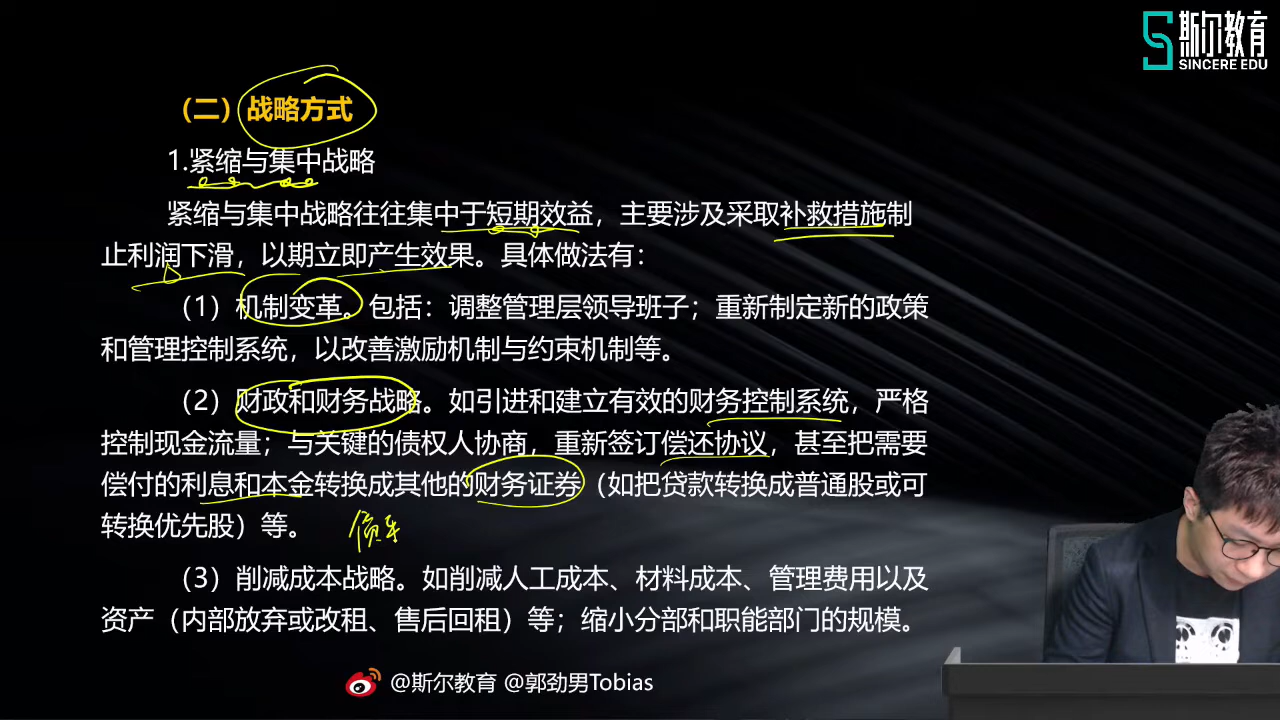 斯尔教育
SINCERE EDU
（二）战略方式
1.紧缩与集中战略
紧缩与集中战略往往集中于短期效益，主要涉及采取补救措施制
止利润下滑，以期立即产生效果。具体做法有：
（1）机制变革。包括：调整管理层领导班子；重新制定新的政策
和管理控制系统，以改善激励机制与约束机制等。
（2）财政和财务战略。如引进和建立有效的财务控制系统，严格
控制现金流量；与关键的债权人协商，重新签订偿还协议，甚至把需要
偿付的利息和本金转换成其他的财务证券（如把贷款转换成普通股或可
转换优先股）等。
（3）削减成本战略。如削减人工成本、材料成本、管理费用以及
资产（内部放弃或改租、售后回租）等；缩小分部和职能部门的规模。
@斯尔教育 @郭劲男Tobias